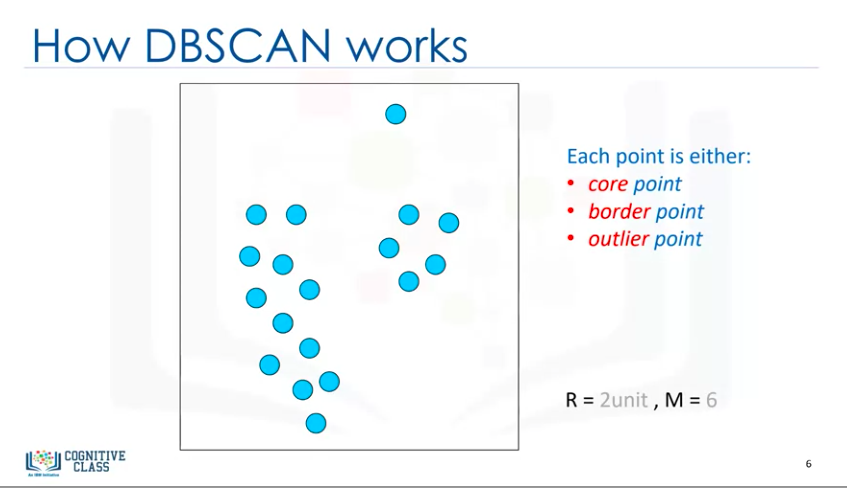 How DBSCAN works
Each point is either:
• core point
• border point
• outlier point
R = 2unit , M = 6
COGNITIVE
CLASS
An IBM Initiative
6